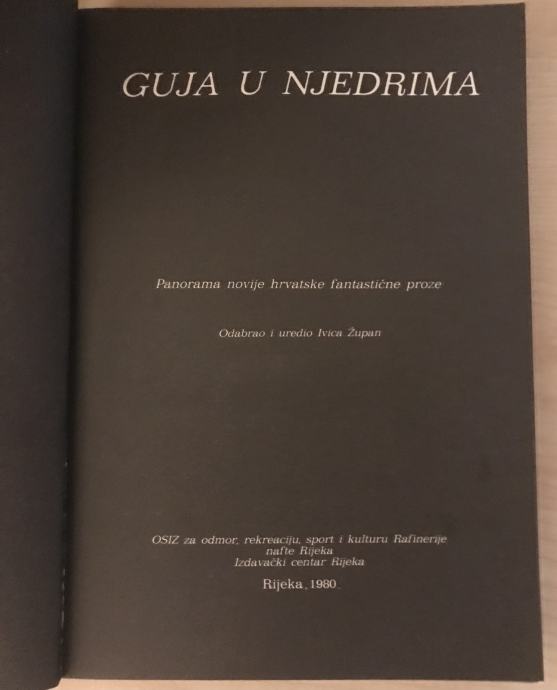 GUJA U NJEDRIMA
Panorama novije hrvatske fantastične proze
Odabrao i uredio Ivica Župan
OSIZ za odmor, rekreaciju, sport i kulturu Rafinerije
nafte Rijeka
Izdavački centar Rijeka
Rijeka, 1980.